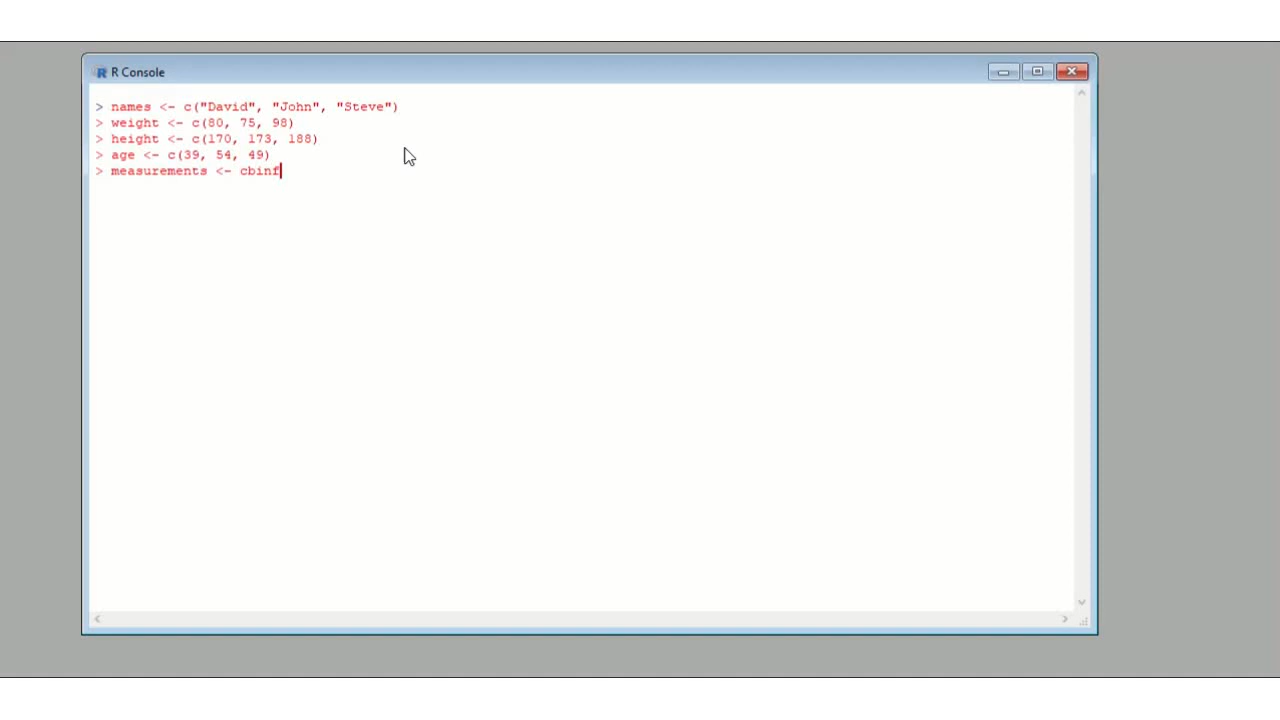 R Console
> names <- c("David", "John", "Steve")
> weight <- c(80, 75, 98)
> height <- c(170, 173, 188)
> age <- c(39, 54, 49)
> measurements <- cbinf